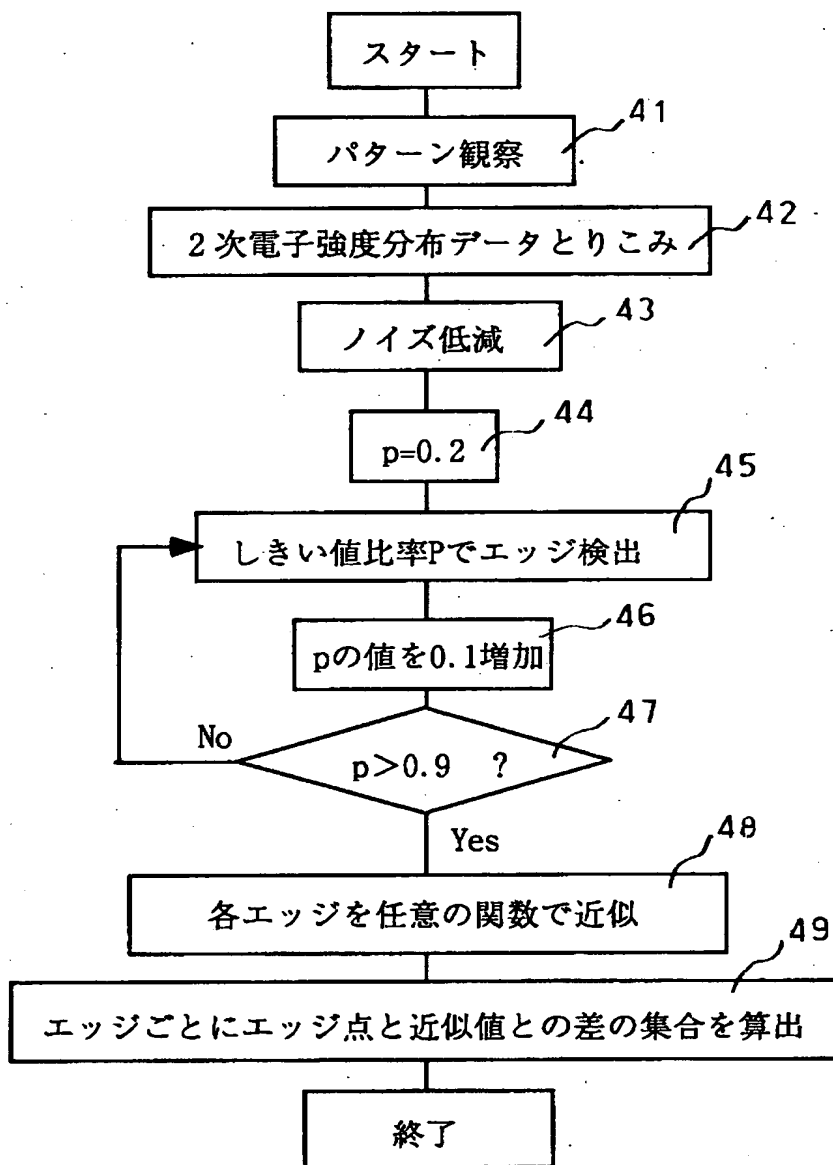 スタート
41
パターン観察
42
2次電子強度分布データとりこみ
43
ノイズ低減
44
p=0.2
45
しきい値比率Pでエッジ検出
46
pの値を0.1増加
47
No
p>0.9 ?
Yes
48
各エッジを任意の関数で近似
49
エッジごとにエッジ点と近似値との差の集合を算出
終了